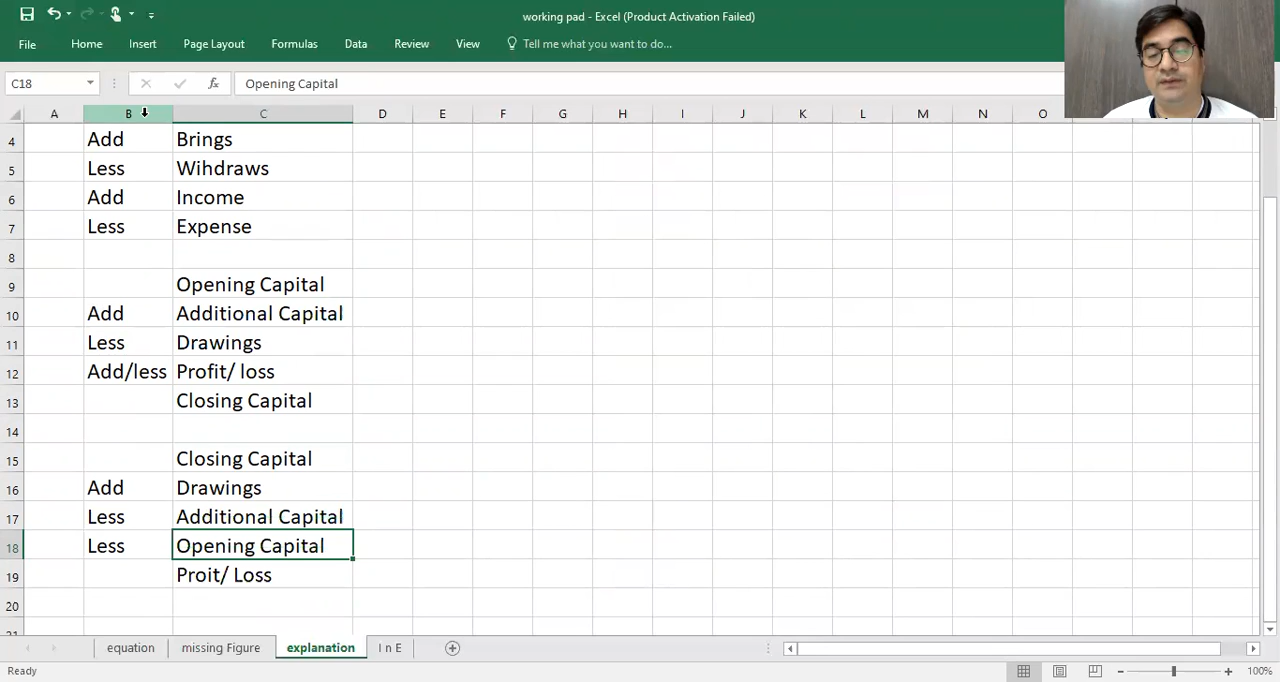 working pad - Excel (Product Activation Failed)
File Home Insert Page Layout Formulas Data Review View Tell me what you want to do...
C18 fx Opening Capital
A B C D E F G H I J K L M N O
4 Add Brings
5 Less Wihdraws
6 Add Income
7 Less Expense
8
9 Opening Capital
10 Add Additional Capital
11 Less Drawings
12 Add/less Profit/ loss
13 Closing Capital
14
15 Closing Capital
16 Add Drawings
17 Less Additional Capital
18 Less Opening Capital
19 Proit/ Loss
20
21
equation missing Figure explanation I n E
Ready 100%